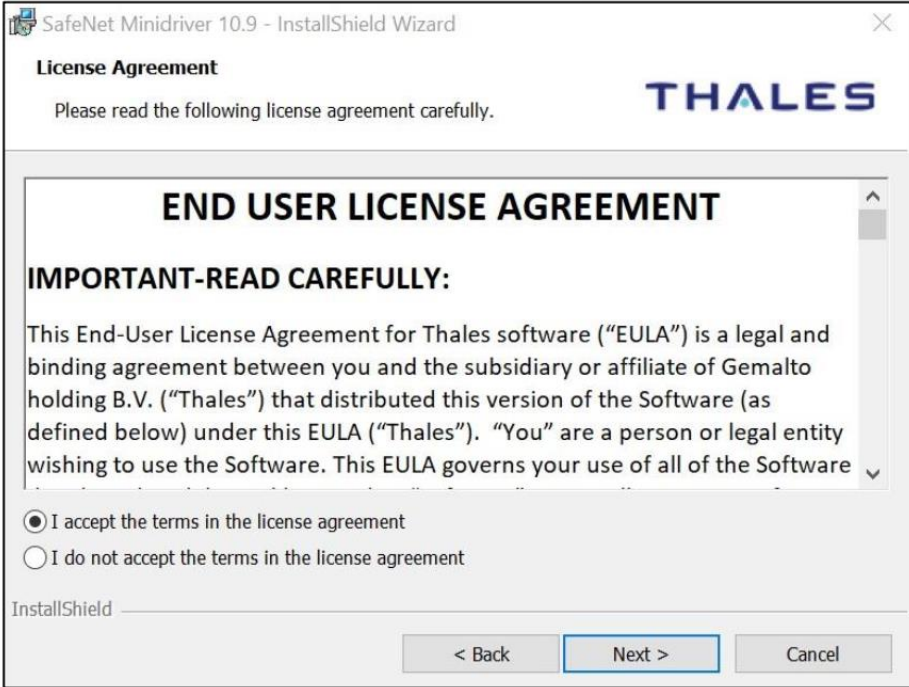 SafeNet Minidriver 10.9 - InstallShield Wizard
License Agreement
Please read the following license agreement carefully.
THALES
END USER LICENSE AGREEMENT
IMPORTANT-READ CAREFULLY:
This End-User License Agreement for Thales software (“EULA”) is a legal and
binding agreement between you and the subsidiary or affiliate of Gemalto
holding B.V. (“Thales”) that distributed this version of the Software (as
defined below) under this EULA (“Thales”). “You” are a person or legal entity
wishing to use the Software. This EULA governs your use of all of the Software
I accept the terms in the license agreement
I do not accept the terms in the license agreement
InstallShield
< Back
Next >
Cancel